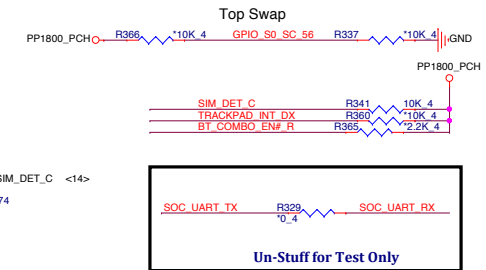 Top Swap
PP1800_PCH R366 *10K_4 GPIO_S0_SC_56 R337 *10K_4 GND
PP1800_PCH
SIM_DET_C R341 10K_4
TRACKPAD_INT_DX R360 *10K_4
BT_COMBO_EN#_R R365 *2.2K_4
SIM_DET_C <14>
74
SOC_UART_TX R329 SOC_UART_RX
*0_4
Un-Stuff for Test Only